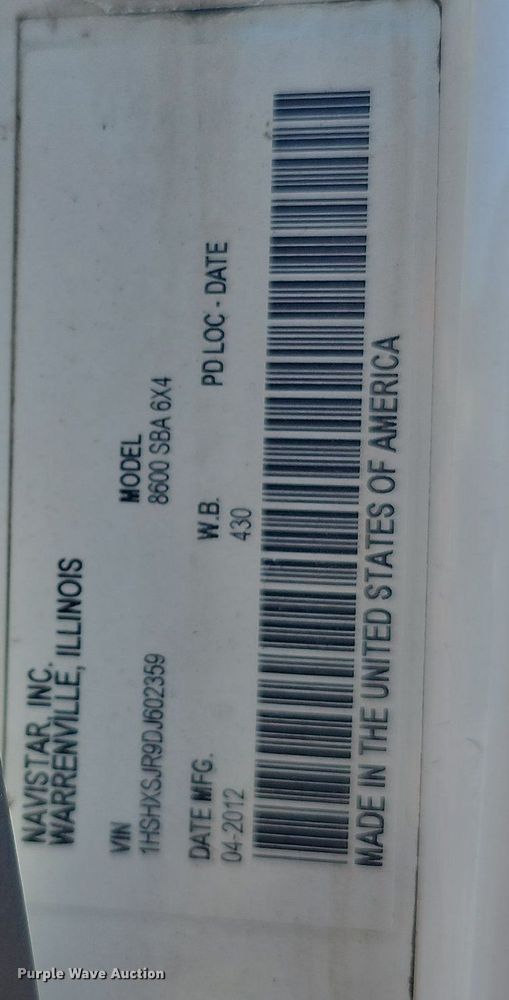 NAVISTAR, INC.
WARRENVILLE, ILLINOIS
VIN
1HSHXSJR9DJ602359
MODEL
8600 SBA 6X4
DATE MFG.
04-2012
W.B.
430
PD LOC - DATE
MADE IN THE UNITED STATES OF AMERICA
Purple Wave Auction